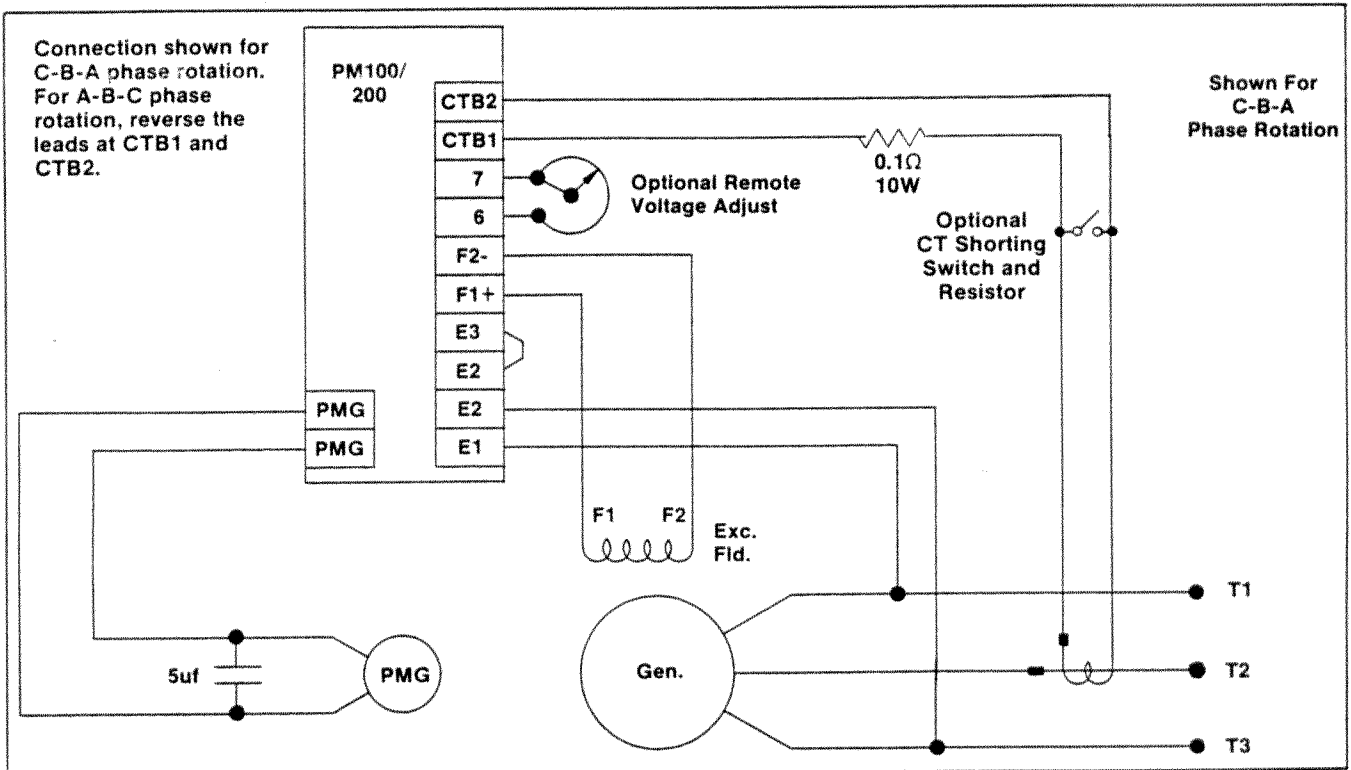 Connection shown for
C-B-A phase rotation.
For A-B-C phase
rotation, reverse the
leads at CTB1 and
CTB2.
PM100/
200
CTB2
CTB1
7
6
F2-
F1+
E3
E2
E2
E1
PMG
PMG
Optional Remote
Voltage Adjust
0.1Ω
10W
Optional
CT Shorting
Switch and
Resistor
Shown For
C-B-A
Phase Rotation
F1 F2
Exc.
Fld.
5uf
PMG
Gen.
T1
T2
T3